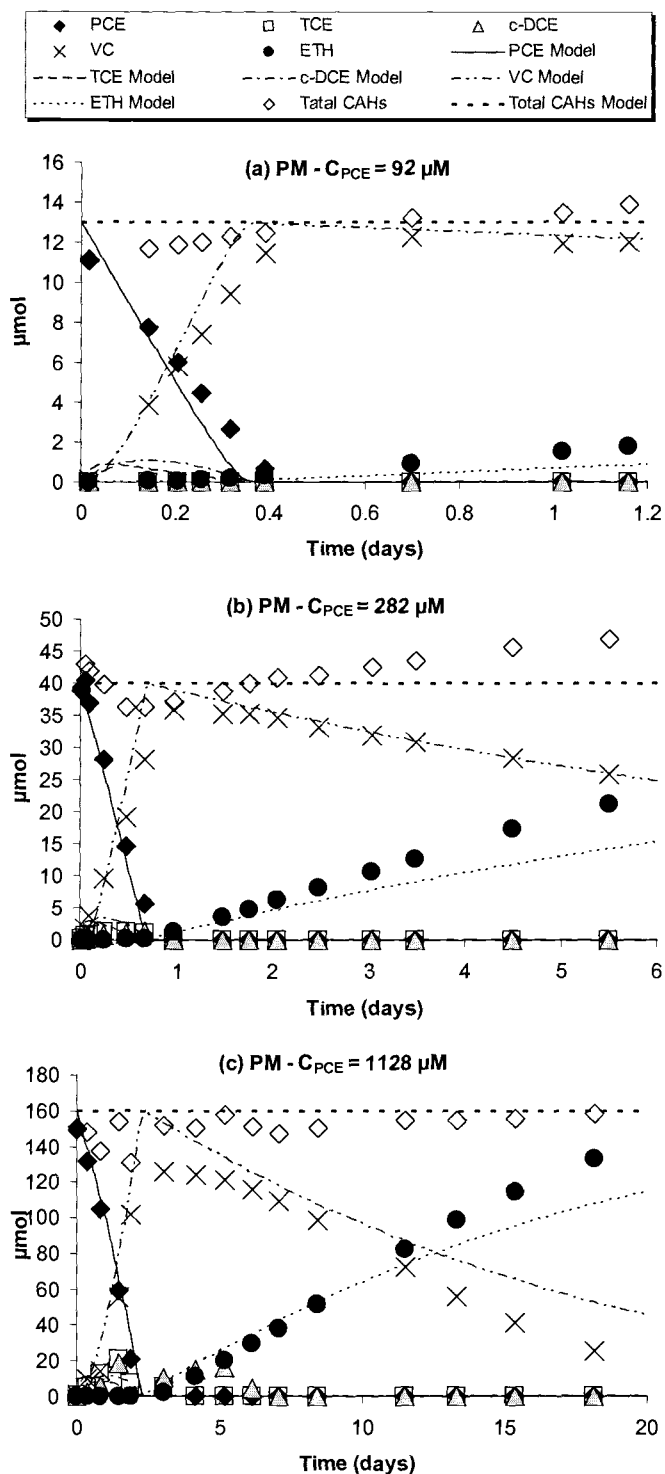 PCE TCE c-DCE
VC ETH PCE Model
TCE Model c-DCE Model VC Model
ETH Model Tatal CAHs Total CAHs Model
(a) PM - CPCE = 92 µM
16
14
12
10
8
6
4
2
0
µmol
0 0.2 0.4 0.6 0.8 1 1.2
Time (days)
(b) PM - CPCE = 282 µM
50
45
40
35
30
25
20
15
10
5
0
µmol
0 1 2 3 4 5 6
Time (days)
(c) PM - CPCE = 1128 µM
180
160
140
120
100
80
60
40
20
0
µmol
0 5 10 15 20
Time (days)